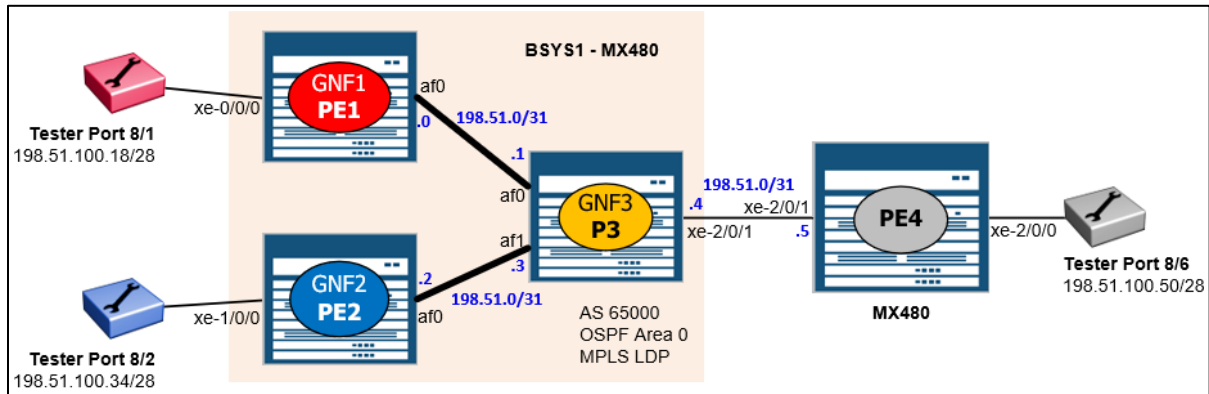 BSYS1 - MX480
GNF1
PE1
af0
xe-0/0/0
198.51.0/31
.0
Tester Port 8/1
198.51.100.18/28
.1
af0
GNF3
P3
198.51.0/31
.4
xe-2/0/1
xe-2/0/1
.5
PE4
xe-2/0/0
GNF2
PE2
af1
.3
.2
af0
198.51.0/31
xe-1/0/0
Tester Port 8/6
198.51.100.50/28
AS 65000
OSPF Area 0
MPLS LDP
MX480
Tester Port 8/2
198.51.100.34/28